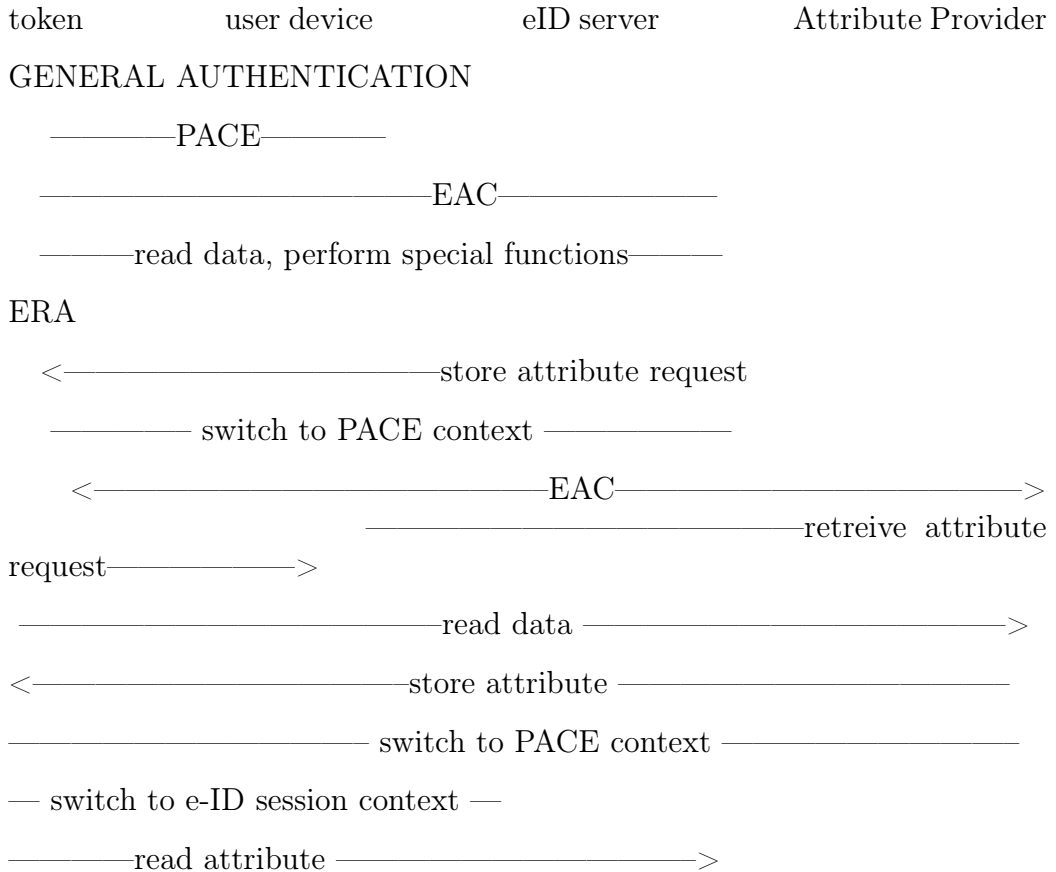 token user device eID server Attribute Provider
GENERAL AUTHENTICATION
————PACE————
————————————–EAC———————
———read data, perform special functions———
ERA
<————————————store attribute request
————– switch to PACE context ——————
<——————————————–EAC—————————————>
——————————————retreive attribute
request——————>
—————————————–read data —————————————–>
<————————————–store attribute ——————————————–
———————————– switch to PACE context —————————–
— switch to e-ID session context —
————read attribute ———————————–>